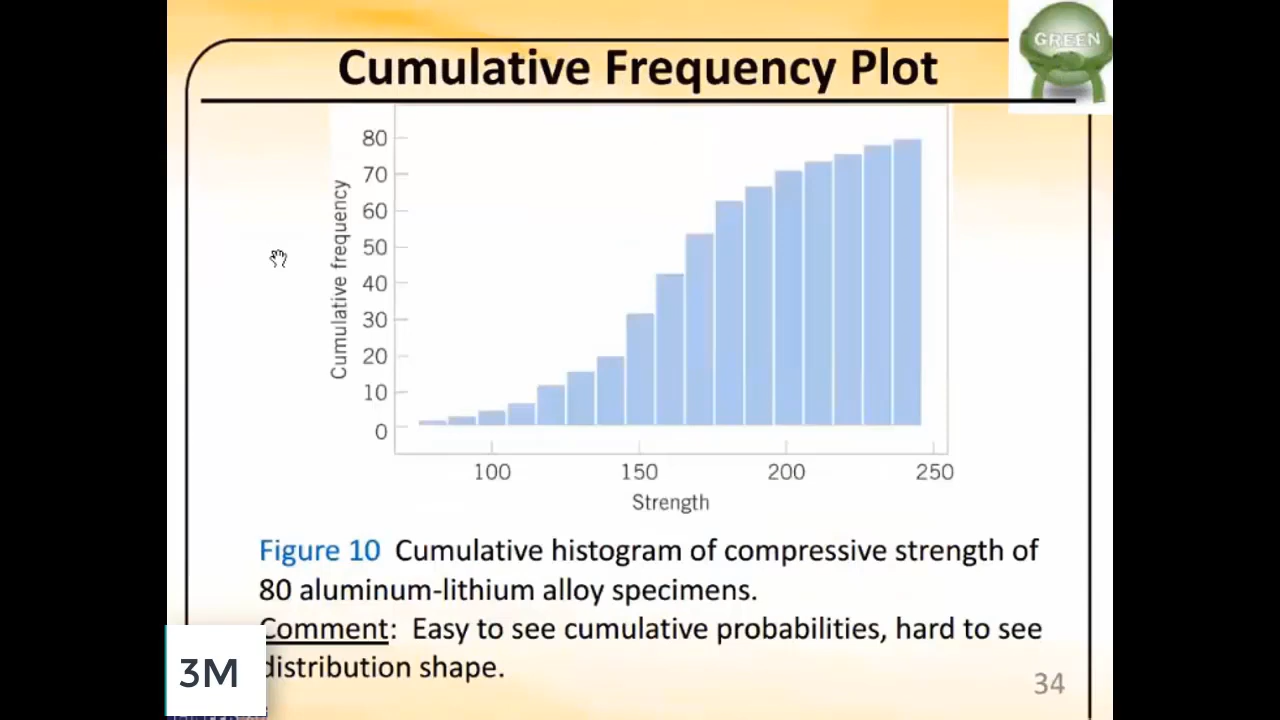 Cumulative Frequency Plot
GREEN
80
70
60
50
40
30
20
10
0
Cumulative frequency
100 150 200 250
Strength
Figure 10 Cumulative histogram of compressive strength of
80 aluminum-lithium alloy specimens.
Comment: Easy to see cumulative probabilities, hard to see
distribution shape.
3M
34